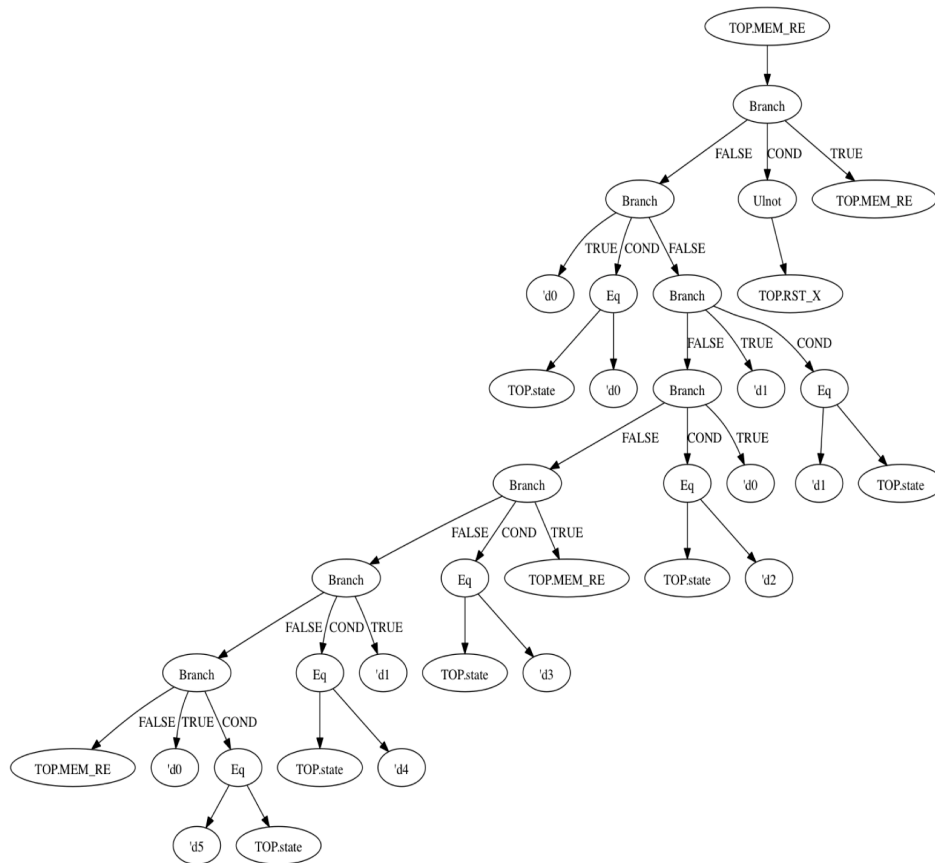 TOP.MEM_RE
Branch
FALSE COND TRUE
Branch Ulnot TOP.MEM_RE
TRUE COND FALSE
'd0 Eq Branch TOP.RST_X
FALSE TRUE COND
TOP.state 'd0 Branch 'd1 Eq
FALSE COND TRUE
Branch Eq 'd0 'd1 TOP.state
FALSE COND TRUE
Branch Eq TOP.MEM_RE TOP.state 'd2
FALSE COND TRUE
Branch Eq 'd1 TOP.state 'd3
FALSE TRUE COND
TOP.MEM_RE 'd0 Eq TOP.state 'd4
'd5 TOP.state